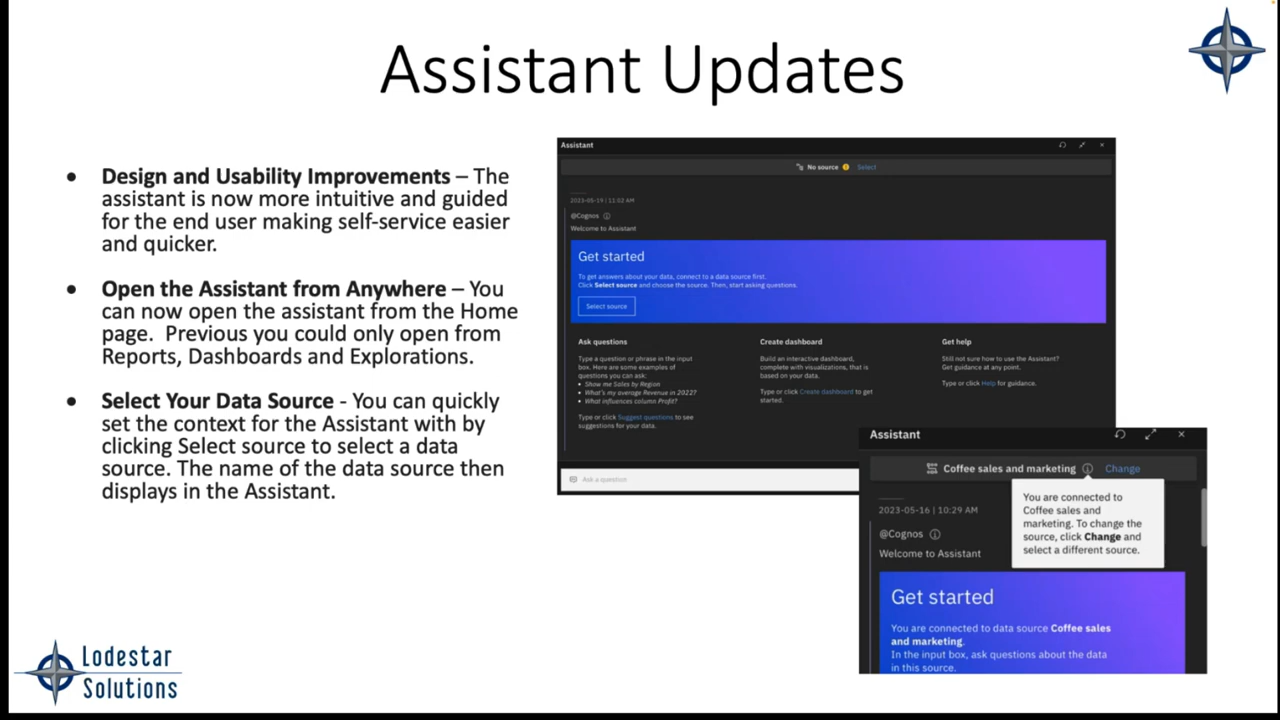 Assistant Updates
• Design and Usability Improvements – The
assistant is now more intuitive and guided
for the end user making self-service easier
and quicker.
• Open the Assistant from Anywhere – You
can now open the assistant from the Home
page.  Previous you could only open from
Reports, Dashboards and Explorations.
• Select Your Data Source - You can quickly
set the context for the Assistant with by
clicking Select source to select a data
source. The name of the data source then
displays in the Assistant.
Assistant
No source Select
2023-05-19 | 11:52 AM
@Cognos
Welcome to Assistant
Get started
To get answers about your data, connect to a data source first.
Click Select source and choose the source. Then, start asking questions.
Select source
Ask questions
Type a question or phrase in the input
box. Here are some examples of
questions you can ask:
• Show me Sales by Region
• What's my average Revenue in 2022?
• What influences column Profit?
Type or click Suggest questions to see
suggestions for your data.
Create dashboard
Build an interactive dashboard,
complete with visualizations, that is
based on your data.
Type or click Create dashboard to get
started.
Get help
Still not sure how to use the Assistant?
Get guidance at any point.
Type or click Help for guidance.
Ask a question
Assistant
Coffee sales and marketing Change
You are connected to
Coffee sales and
marketing. To change the
source, click Change and
select a different source.
2023-05-16 | 10:29 AM
@Cognos
Welcome to Assistant
Get started
You are connected to data source Coffee sales
and marketing.
In the input box, ask questions about the data
in this source.
Lodestar
Solutions